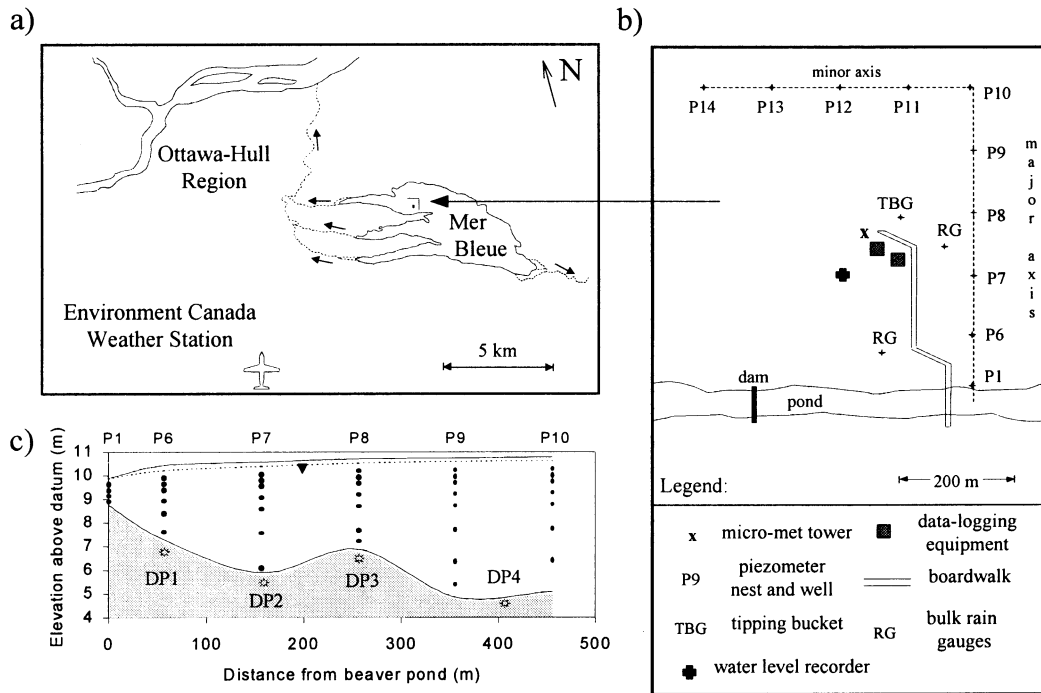 a)
N
Ottawa-Hull
Region
Mer
Bleue
Environment Canada
Weather Station
5 km
b)
minor axis
P14
P13
P12
P11
P10
P9
major axis
TBG
P8
x
RG
P7
P6
RG
P1
dam
pond
200 m
Legend:
x
micro-met tower
data-logging
equipment
P9
piezometer
nest and well
boardwalk
TBG
tipping bucket
RG
bulk rain
gauges
water level recorder
c)
P1
P6
P7
P8
P9
P10
Elevation above datum (m)
11
10
9
8
7
6
5
4
DP1
DP2
DP3
DP4
0
100
200
300
400
500
Distance from beaver pond (m)